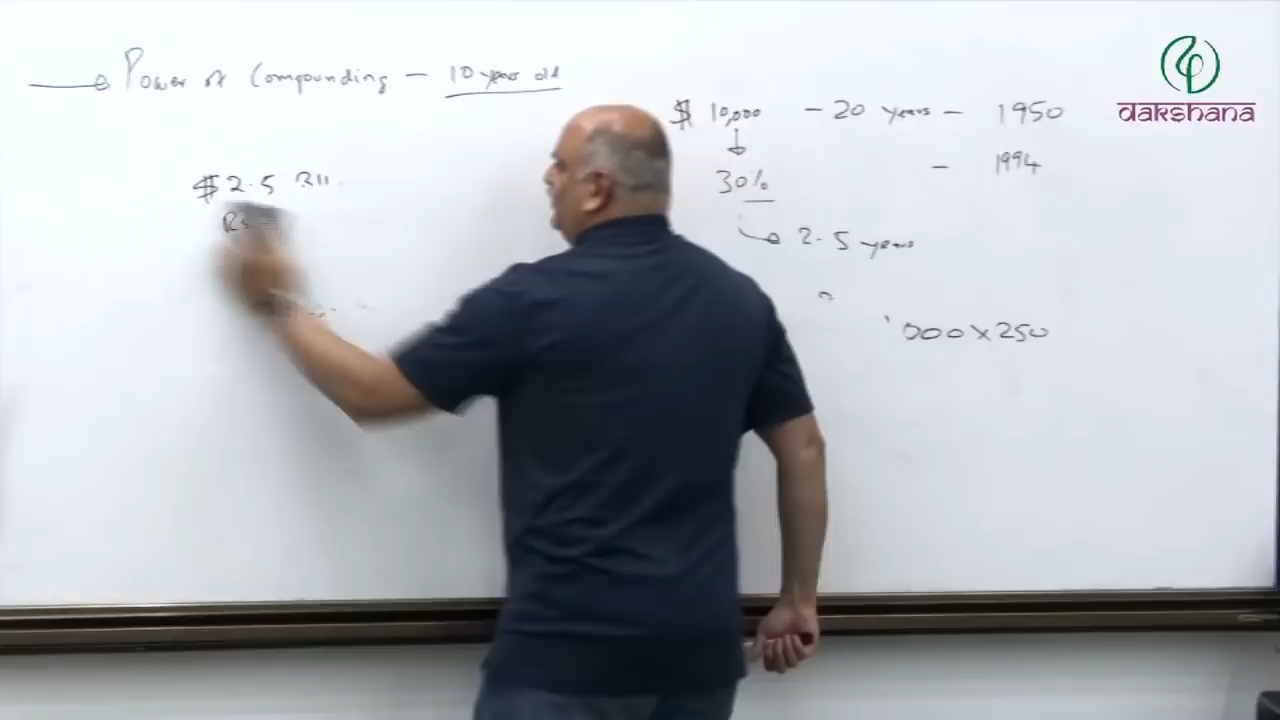 Power of Compounding - 10 years old
$ 2.5 Bil.
Rs
$ 10,000 - 20 years - 1950
- 1994
30%
2.5 years
000 x 250
dakshana